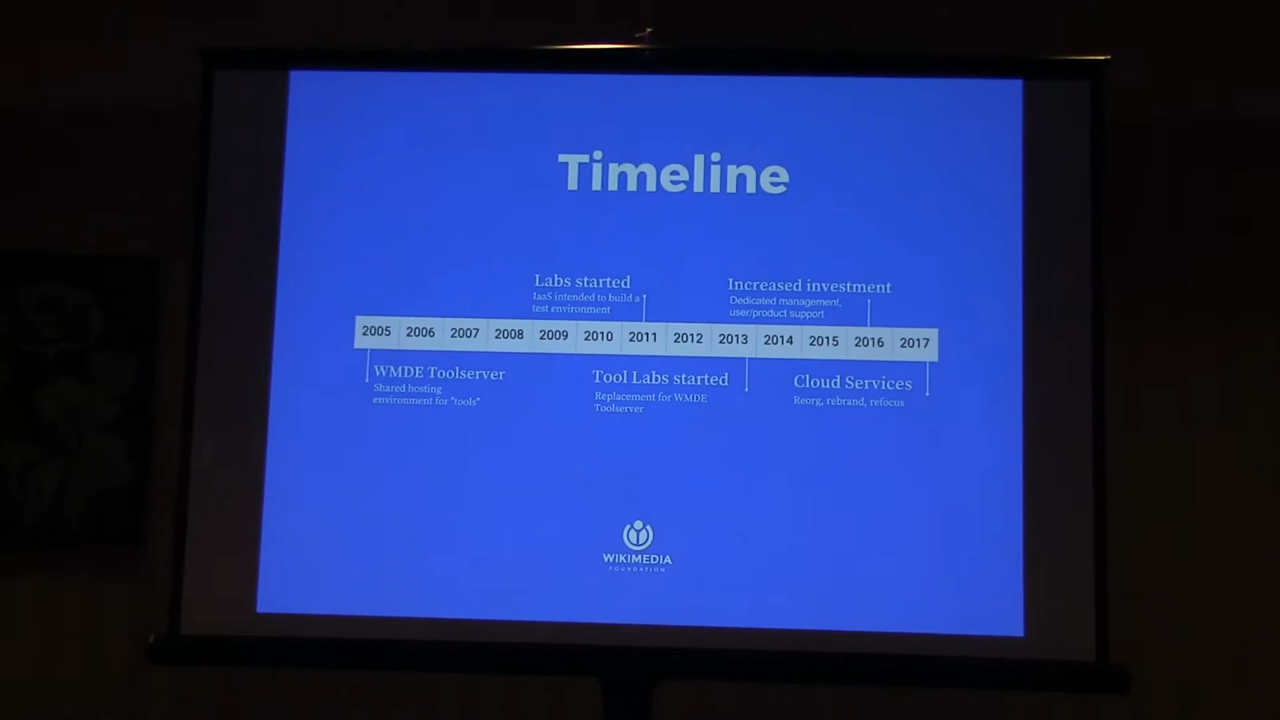 Timeline
Labs started
IaaS intended to build a
test environment
Increased investment
Dedicated management,
user/product support
2005 2006 2007 2008 2009 2010 2011 2012 2013 2014 2015 2016 2017
WMDE Toolserver
Shared hosting
environment for "tools"
Tool Labs started
Replacement for WMDE
Toolserver
Cloud Services
Reorg, rebrand, refocus
WIKIMEDIA
FOUNDATION